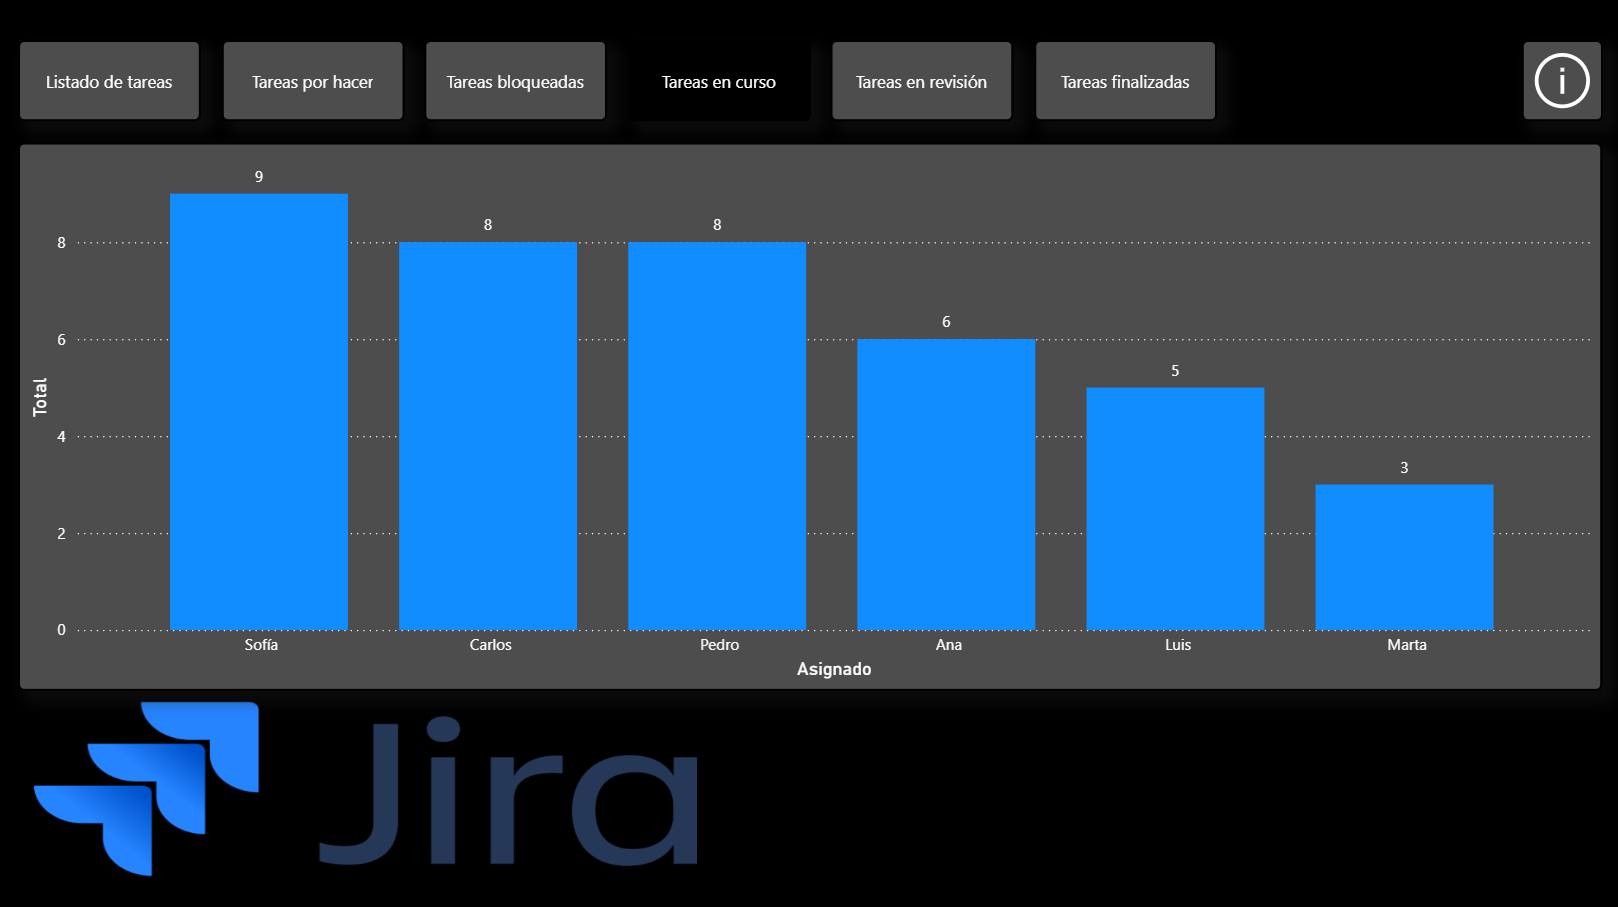 Listado de tareas
Tareas por hacer
Tareas bloqueadas
Tareas en curso
Tareas en revisión
Tareas finalizadas
i
Total
8
6
4
2
0
9
8
8
6
5
3
Sofía
Carlos
Pedro
Ana
Luis
Marta
Asignado
Jira